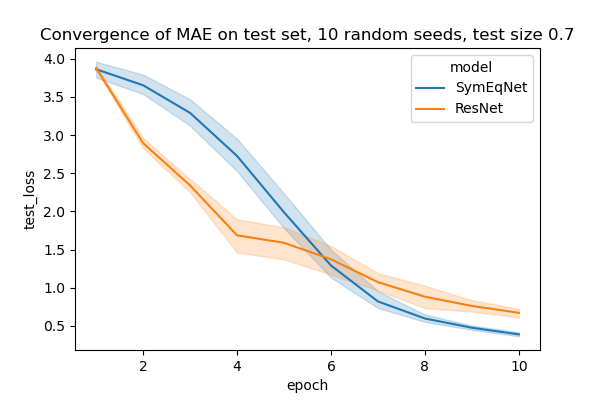 Convergence of MAE on test set, 10 random seeds, test size 0.7
4.0
3.5
3.0
2.5
2.0
1.5
1.0
0.5
test_loss
model
SymEqNet
ResNet
2
4
6
8
10
epoch